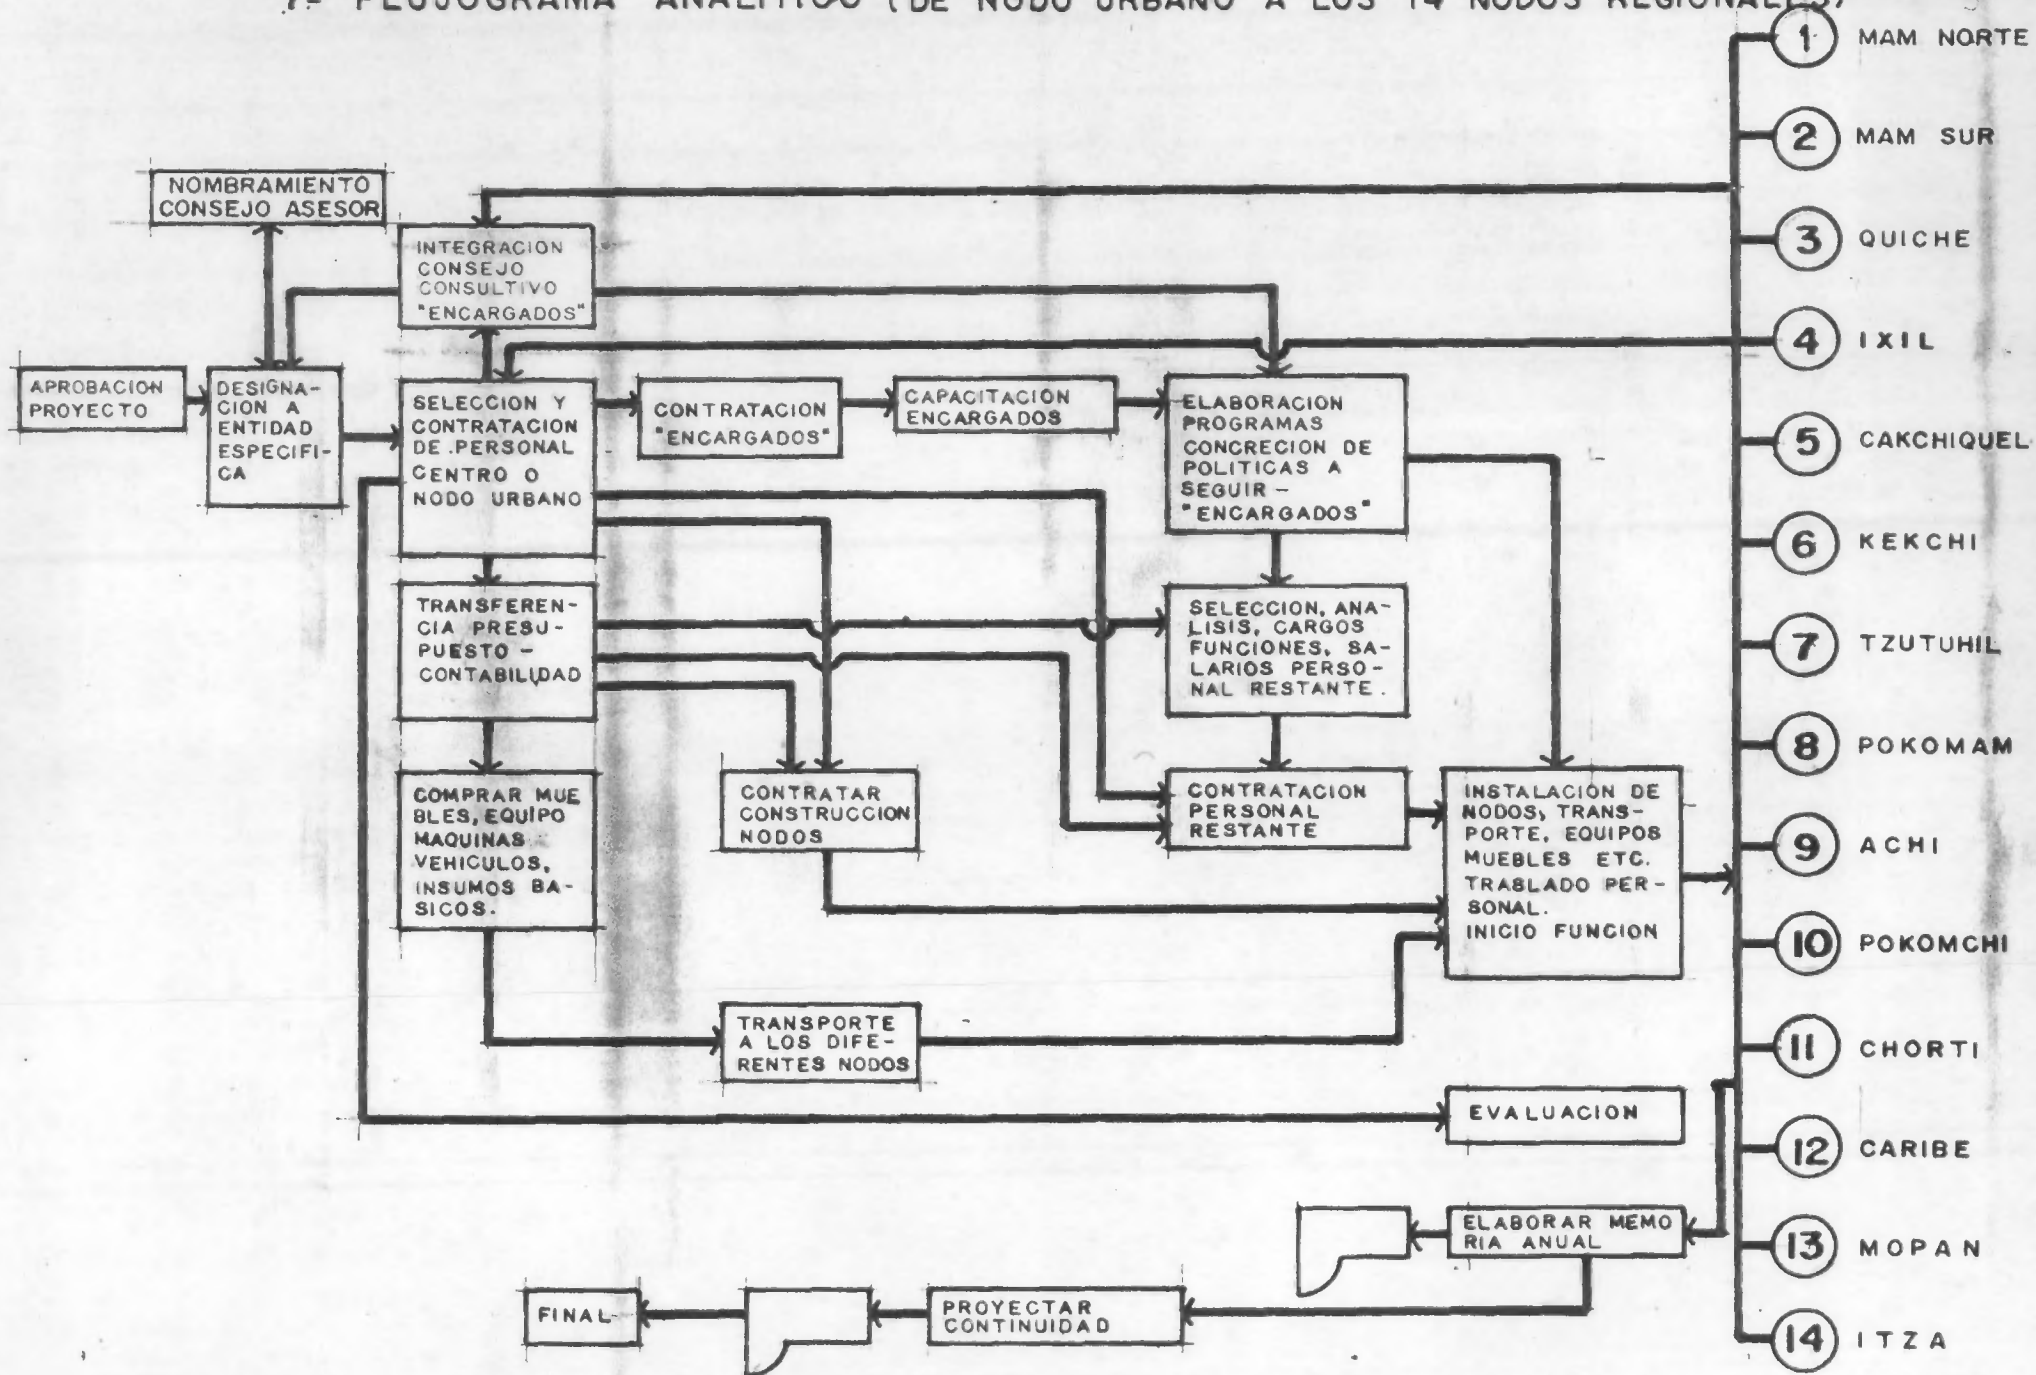 7- FLUJOGRAMA ANALITICO (DE NODO URBANO A LOS 14 NODOS REGIONALES)
1 MAM NORTE
2 MAM SUR
3 QUICHE
4 IXIL
5 CAKCHIQUEL
6 KEKCHI
7 TZUTUHIL
8 POKOMAM
9 ACHI
10 POKOMCHI
11 CHORTI
12 CARIBE
13 MOPAN
14 ITZA
NOMBRAMIENTO
CONSEJO ASESOR
INTEGRACION
CONSEJO
CONSULTIVO
"ENCARGADOS"
APROBACION
PROYECTO
DESIGNA-
CION A
ENTIDAD
ESPECIFI-
CA
SELECCION Y
CONTRATACION
DE PERSONAL
CENTRO O
NODO URBANO
CONTRATACION
"ENCARGADOS"
CAPACITACION
ENCARGADOS
ELABORACION
PROGRAMAS
CONCRECION DE
POLITICAS A
SEGUIR -
"ENCARGADOS"
TRANSFEREN-
CIA PRESU-
PUESTO -
CONTABILIDAD
SELECCION, ANA-
LISIS, CARGOS
FUNCIONES, SA-
LARIOS PERSO-
NAL RESTANTE.
COMPRAR MUE
BLES, EQUIPO
MAQUINAS
VEHICULOS,
INSUMOS BA-
SICOS.
CONTRATAR
CONSTRUCCION
NODOS
CONTRATACION
PERSONAL
RESTANTE
INSTALACIÓN DE
NODOS, TRANS-
PORTE, EQUIPOS
MUEBLES ETC.
TRASLADO PER-
SONAL.
INICIO FUNCION
TRANSPORTE
A LOS DIFE-
RENTES NODOS
EVALUACION
ELABORAR MEMO
RIA ANUAL
PROYECTAR
CONTINUIDAD
FINAL